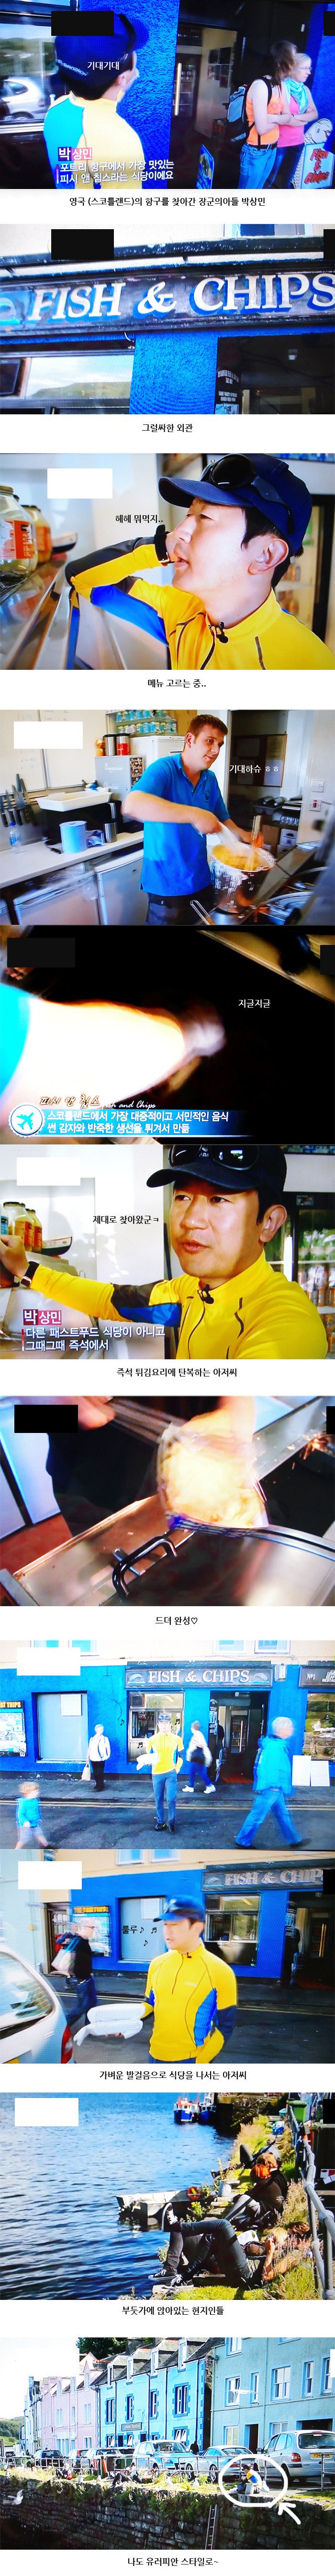 기대기대
박상민
포트리 항구에서 가장 맛있는
피시 앤 칩스라는 식당이에요
영국 (스코틀랜드)의 항구를 찾아간 장군의아들 박상민
FISH & CHIPS
그럴싸한 외관
헤헤 뭐먹지..
메뉴 고르는 중..
기대하슈 ㅎㅎ
지글지글
피시 앤 칩스 Fish and Chips
스코틀랜드에서 가장 대중적이고 서민적인 음식
썬 감자와 반죽한 생선을 튀겨서 만듦
제대로 찾아왔군ㅋ
박상민
다른 패스트푸드 식당이 아니고
그때그때 즉석에서
즉석 튀김요리에 탄복하는 아저씨
드뎌 완성♡
FISH & CHIPS
FISH & CHIPS
룰루♪ ♬
♪
가벼운 발걸음으로 식당을 나서는 아저씨
부둣가에 앉아있는 현지인들
나도 유러피안 스타일로~